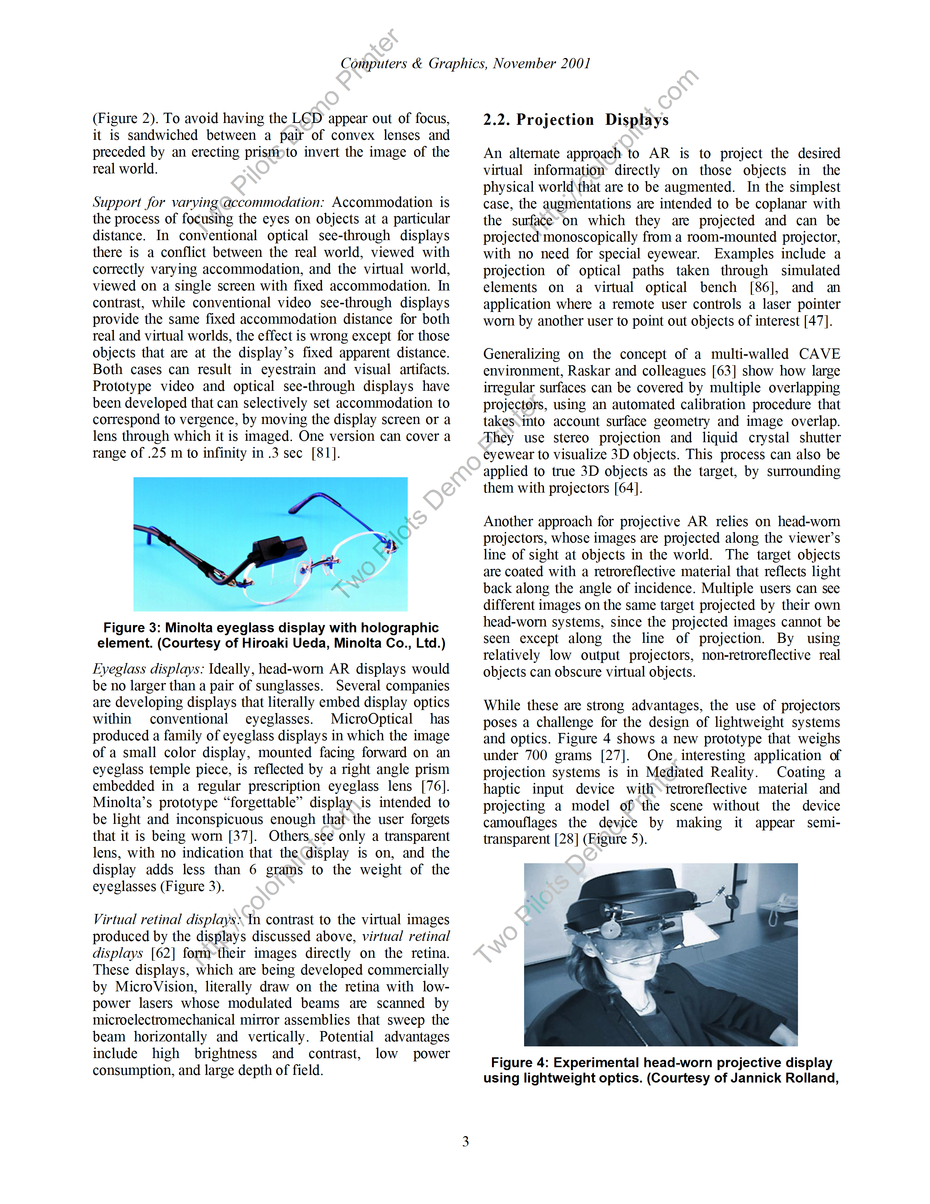 Computers & Graphics, November 2001
(Figure 2). To avoid having the LCD appear out of focus,
it is sandwiched between a pair of convex lenses and
preceded by an erecting prism to invert the image of the
real world.
Support for varying accommodation: Accommodation is
the process of focusing the eyes on objects at a particular
distance. In conventional optical see-through displays
there is a conflict between the real world, viewed with
correctly varying accommodation, and the virtual world,
viewed on a single screen with fixed accommodation. In
contrast, while conventional video see-through displays
provide the same fixed accommodation distance for both
real and virtual worlds, the effect is wrong except for those
objects that are at the display's fixed apparent distance.
Both cases can result in eyestrain and visual artifacts.
Prototype video and optical see-through displays have
been developed that can selectively set accommodation to
correspond to vergence, by moving the display screen or a
lens through which it is imaged. One version can cover a
range of .25 m to infinity in .3 sec [81].
Figure 3: Minolta eyeglass display with holographic
element. (Courtesy of Hiroaki Ueda, Minolta Co., Ltd.)
Eyeglass displays: Ideally, head-worn AR displays would
be no larger than a pair of sunglasses. Several companies
are developing displays that literally embed display optics
within conventional eyeglasses. MicroOptical has
produced a family of eyeglass displays in which the image
of a small color display, mounted facing forward on an
eyeglass temple piece, is reflected by a right angle prism
embedded in a regular prescription eyeglass lens [76].
Minolta's prototype “forgettable” display is intended to
be light and inconspicuous enough that the user forgets
that it is being worn [37]. Others see only a transparent
lens, with no indication that the display is on, and the
display adds less than 6 grams to the weight of the
eyeglasses (Figure 3).
Virtual retinal displays: In contrast to the virtual images
produced by the displays discussed above, virtual retinal
displays [62] form their images directly on the retina.
These displays, which are being developed commercially
by MicroVision, literally draw on the retina with low-
power lasers whose modulated beams are scanned by
microelectromechanical mirror assemblies that sweep the
beam horizontally and vertically. Potential advantages
include high brightness and contrast, low power
consumption, and large depth of field.
2.2. Projection Displays
An alternate approach to AR is to project the desired
virtual information directly on those objects in the
physical world that are to be augmented. In the simplest
case, the augmentations are intended to be coplanar with
the surface on which they are projected and can be
projected monoscopically from a room-mounted projector,
with no need for special eyewear. Examples include a
projection of optical paths taken through simulated
elements on a virtual optical bench [86], and an
application where a remote user controls a laser pointer
worn by another user to point out objects of interest [47].
Generalizing on the concept of a multi-walled CAVE
environment, Raskar and colleagues [63] show how large
irregular surfaces can be covered by multiple overlapping
projectors, using an automated calibration procedure that
takes into account surface geometry and image overlap.
They use stereo projection and liquid crystal shutter
eyewear to visualize 3D objects. This process can also be
applied to true 3D objects as the target, by surrounding
them with projectors [64].
Another approach for projective AR relies on head-worn
projectors, whose images are projected along the viewer's
line of sight at objects in the world. The target objects
are coated with a retroreflective material that reflects light
back along the angle of incidence. Multiple users can see
different images on the same target projected by their own
head-worn systems, since the projected images cannot be
seen except along the line of projection. By using
relatively low output projectors, non-retroreflective real
objects can obscure virtual objects.
While these are strong advantages, the use of projectors
poses a challenge for the design of lightweight systems
and optics. Figure 4 shows a new prototype that weighs
under 700 grams [27]. One interesting application of
projection systems is in Mediated Reality. Coating a
haptic input device with retroreflective material and
projecting a model of the scene without the device
camouflages the device by making it appear semi-
transparent [28] (Figure 5).
Figure 4: Experimental head-worn projective display
using lightweight optics. (Courtesy of Jannick Rolland,
3
Two Pilots Demo Printer
http://colorpilot.com
Two Pilots Demo Printer
http://colorpilot.com
Two Pilots Demo Printer